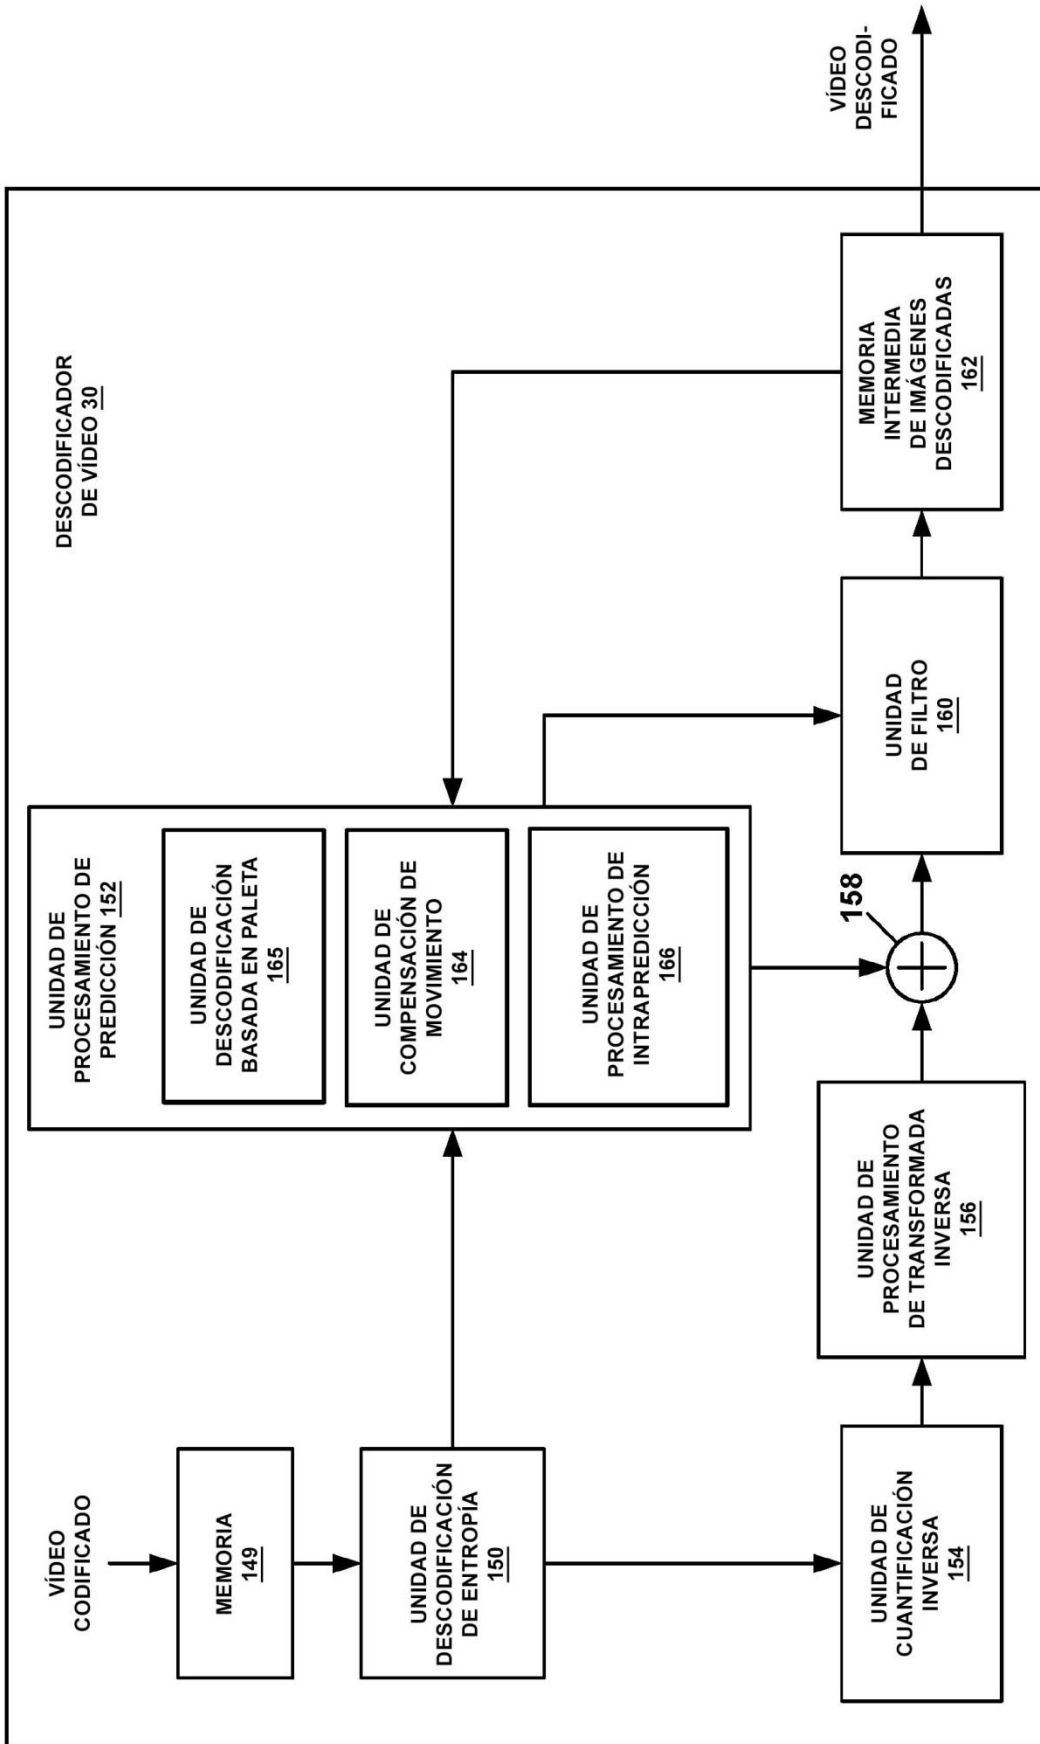 VÍDEO
CODIFICADO
MEMORIA
149
UNIDAD DE
DESCODIFICACIÓN
DE ENTROPÍA
150
UNIDAD DE
PROCESAMIENTO DE
PREDICCIÓN 152
UNIDAD DE
DESCODIFICACIÓN
BASADA EN PALETA
165
UNIDAD DE
COMPENSACIÓN DE
MOVIMIENTO
164
UNIDAD DE
PROCESAMIENTO DE
INTRAPREDICCIÓN
166
DESCODIFICADOR
DE VÍDEO 30
UNIDAD DE
CUANTIFICACIÓN
INVERSA
154
UNIDAD DE
PROCESAMIENTO
DE TRANSFORMADA
INVERSA
156
158
UNIDAD
DE FILTRO
160
MEMORIA
INTERMEDIA
DE IMÁGENES
DESCODIFICADAS
162
VÍDEO
DESCODI-
FICADO